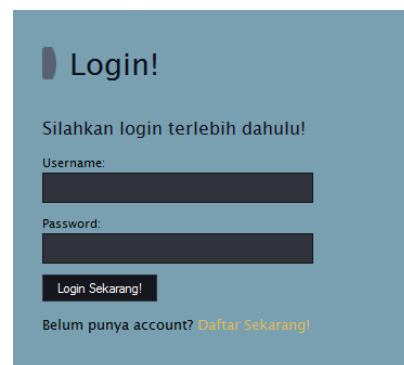 Login!
Silahkan login terlebih dahulu!
Username:
Password:
Login Sekarang!
Belum punya account? Daftar Sekarang!